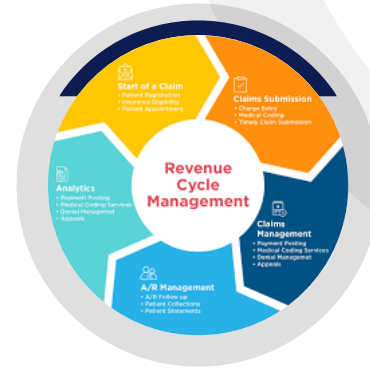 Start of a Claim
• Patient Registration
• Insurance Eligibility
• Patient Appointment
Claims Submission
• Charge Entry
• Medical Coding
• Timely Claim Submission
Revenue
Cycle
Management
Claims
Management
• Payment Posting
• Medical Coding Services
• Denial Managemet
• Appeals
A/R Management
• A/R Follow up
• Patient Collections
• Patient Statements
Analytics
• Payment Posting
• Medical Coding Services
• Denial Managemet
• Appeals